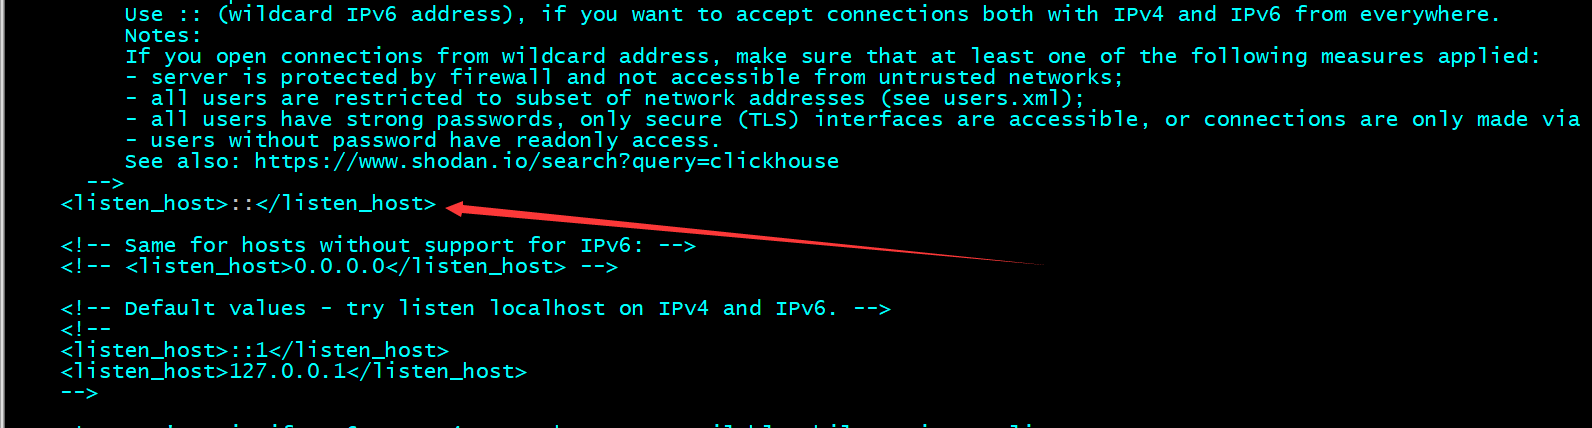 Use :: (wildcard IPv6 address), if you want to accept connections both with IPv4 and IPv6 from everywhere.
Notes:
If you open connections from wildcard address, make sure that at least one of the following measures applied:
- server is protected by firewall and not accessible from untrusted networks;
- all users are restricted to subset of network addresses (see users.xml);
- all users have strong passwords, only secure (TLS) interfaces are accessible, or connections are only made via
- users without password have readonly access.
See also: https://www.shodan.io/search?query=clickhouse
-->
<listen_host>::</listen_host>
<!-- Same for hosts without support for IPv6: -->
<!-- <listen_host>0.0.0.0</listen_host> -->
<!-- Default values - try listen localhost on IPv4 and IPv6. -->
<!--
<listen_host>::1</listen_host>
<listen_host>127.0.0.1</listen_host>
-->